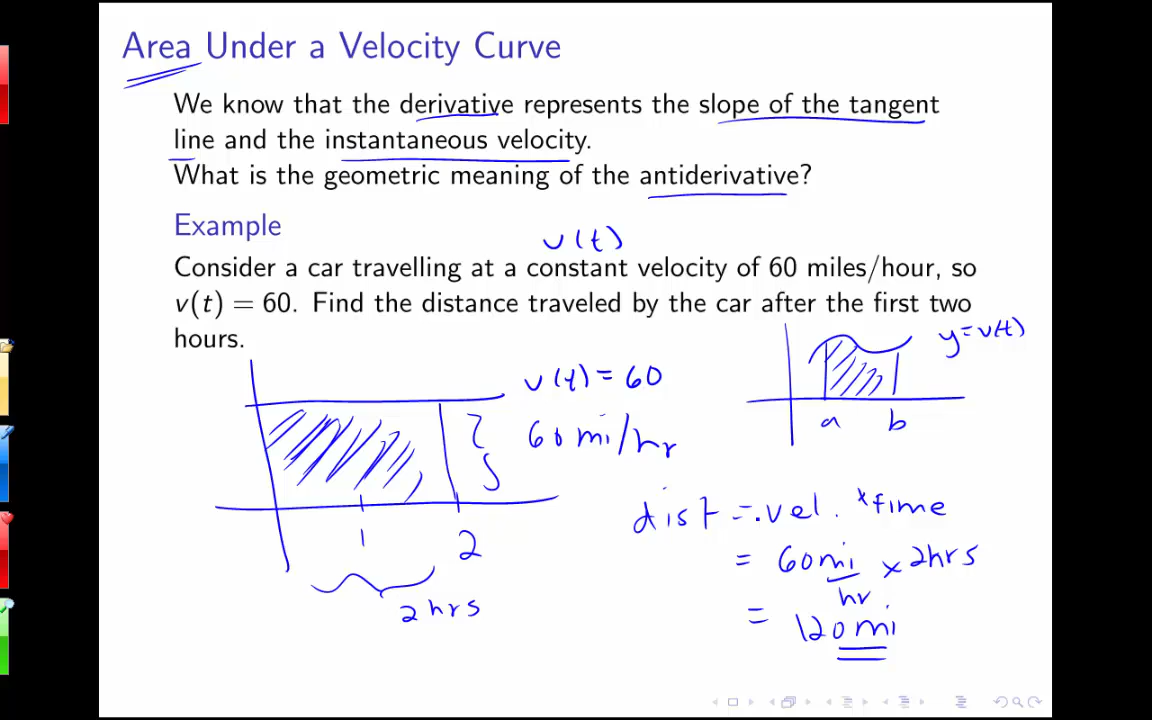 Area Under a Velocity Curve
We know that the derivative represents the slope of the tangent
line and the instantaneous velocity.
What is the geometric meaning of the antiderivative?
Example
v(t)
Consider a car travelling at a constant velocity of 60 miles/hour, so
v(t) = 60. Find the distance traveled by the car after the first two
hours.
y=v(t)
v(t) = 60
a b
60 mi/hr
dist = vel. × time
1 2
= 60 mi/hr × 2hrs
2 hrs
= 120 mi